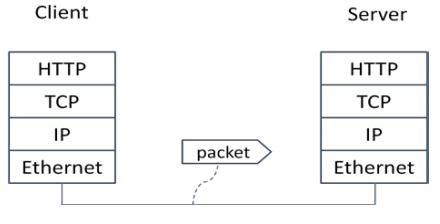 Client
Server
HTTP
TCP
IP
Ethernet
packet
HTTP
TCP
IP
Ethernet